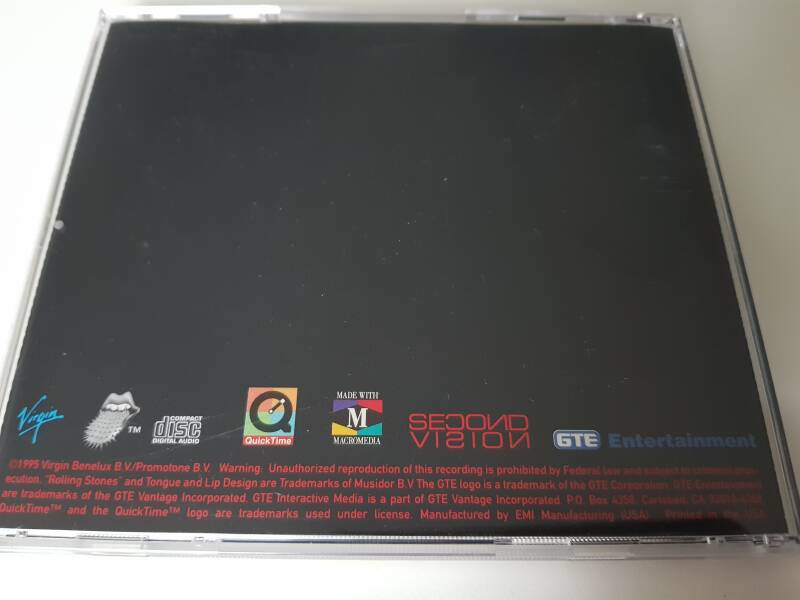 Virgin
TM
COMPACT
disc
DIGITAL AUDIO
Q
QuickTime
MADE WITH
M
MACROMEDIA
SECOND
VISION
GTE Entertainment
©1995 Virgin Benelux B.V./Promotone B.V. Warning: Unauthorized reproduction of this recording is prohibited by Federal law and subject to criminal
ecution. "Rolling Stones" and Tongue and Lip Design are Trademarks of Musidor B.V The GTE logo is a trademark of the GTE Corporation. GTE Entertainment
are trademarks of the GTE Vantage Incorporated. GTE Interactive Media is a part of GTE Vantage Incorporated. P.O. Box 4358, Carlsbad, CA
QuickTime™ and the QuickTime™ logo are trademarks used under license. Manufactured by EMI Manufacturing (USA). Printed in the USA